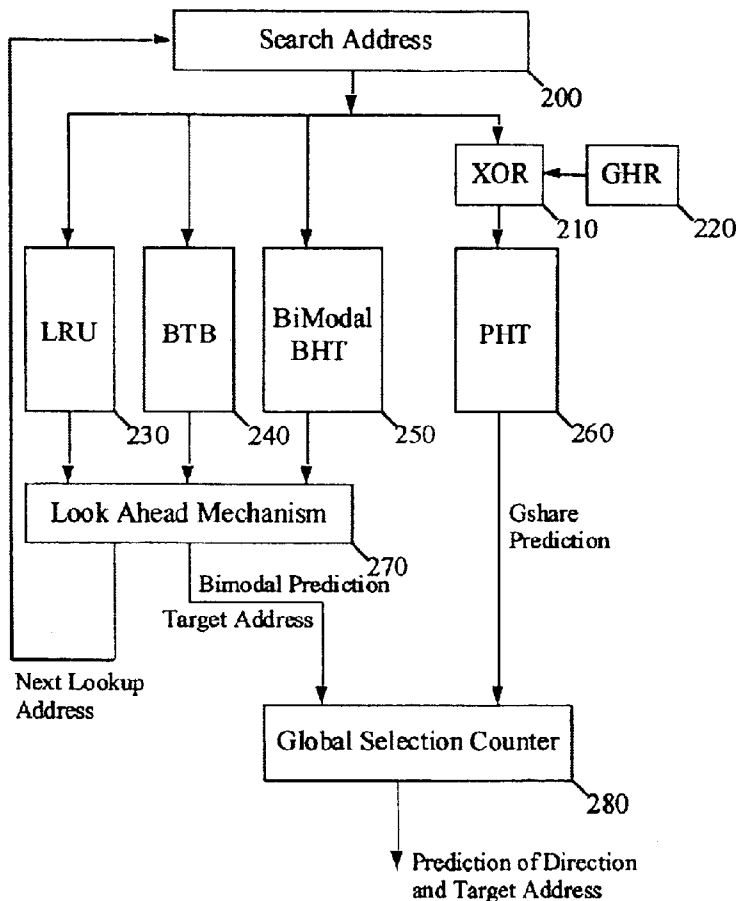 Search Address
200
XOR
GHR
210
220
LRU
BTB
BiModal
BHT
PHT
230
240
250
260
Look Ahead Mechanism
270
Gshare
Prediction
Bimodal Prediction
Target Address
Next Lookup
Address
Global Selection Counter
280
Prediction of Direction
and Target Address